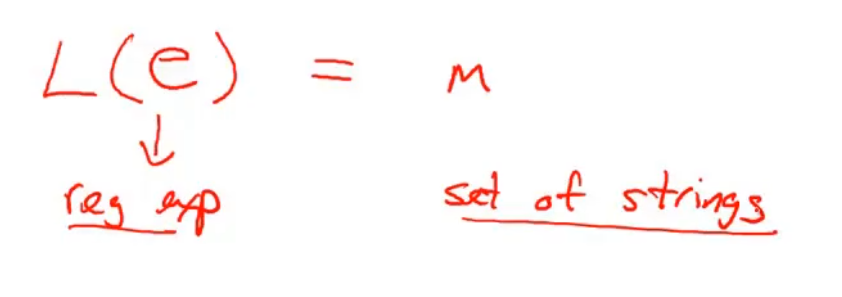 L(e) = M
reg exp set of strings